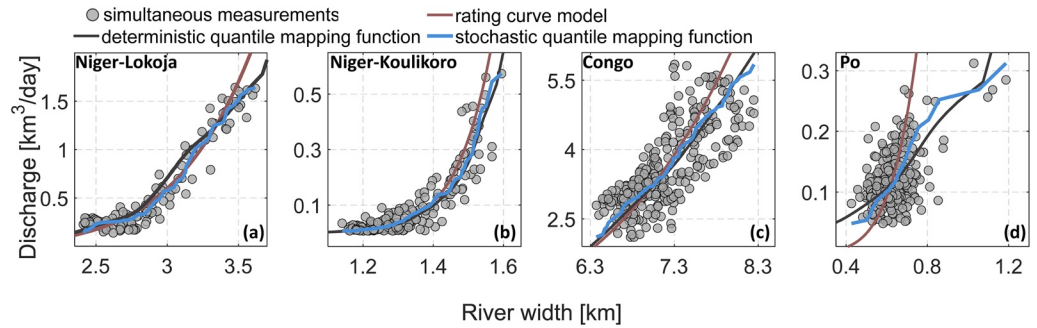 simultaneous measurements
rating curve model
deterministic quantile mapping function
stochastic quantile mapping function
Discharge [km³/day]
Niger-Lokoja
1.5
1
0.5
(a)
2.5 3 3.5
Niger-Koulikoro
0.5
0.3
0.1
(b)
1.2 1.4 1.6
Congo
5.5
4
2.5
(c)
6.3 7.3 8.3
Po
0.3
0.2
0.1
(d)
0.4 0.8 1.2
River width [km]